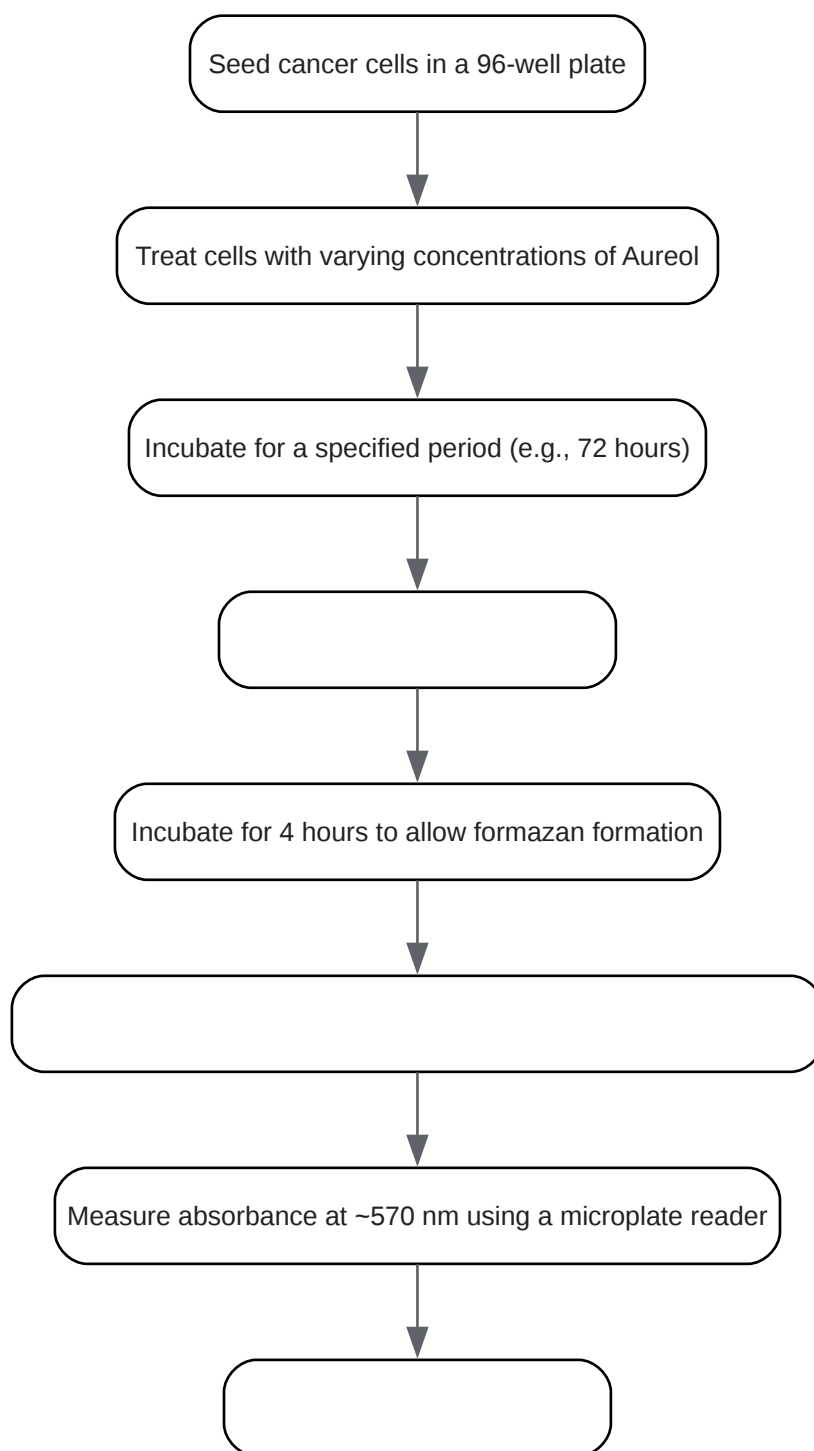 Seed cancer cells in a 96-well plate
Treat cells with varying concentrations of Aureol
Incubate for a specified period (e.g., 72 hours)
Incubate for 4 hours to allow formazan formation
Measure absorbance at ~570 nm using a microplate reader